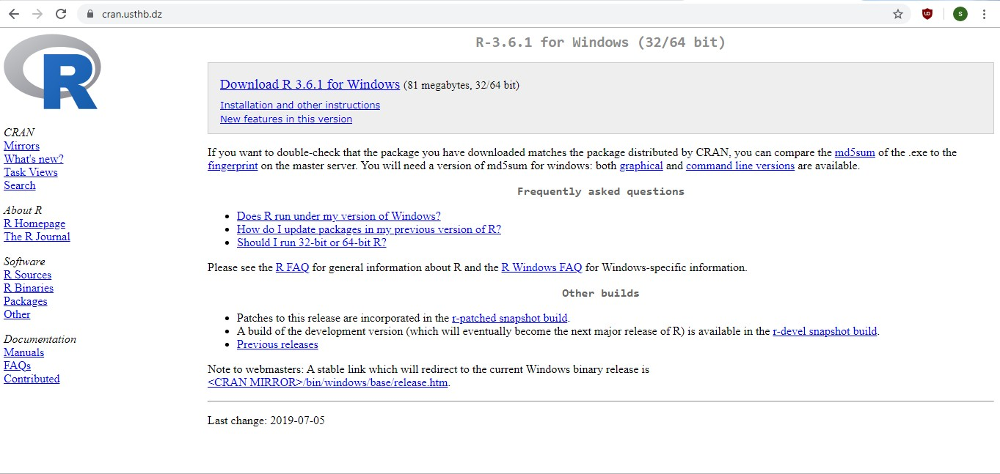 cran.usthb.dz
S
R
CRAN
Mirrors
What's new?
Task Views
Search
About R
R Homepage
The R Journal
Software
R Sources
R Binaries
Packages
Other
Documentation
Manuals
FAQs
Contributed
R-3.6.1 for Windows (32/64 bit)
Download R 3.6.1 for Windows (81 megabytes, 32/64 bit)
Installation and other instructions
New features in this version
If you want to double-check that the package you have downloaded matches the package distributed by CRAN, you can compare the md5sum of the .exe to the
fingerprint on the master server. You will need a version of md5sum for windows: both graphical and command line versions are available.
Frequently asked questions
• Does R run under my version of Windows?
• How do I update packages in my previous version of R?
• Should I run 32-bit or 64-bit R?
Please see the R FAQ for general information about R and the R Windows FAQ for Windows-specific information.
Other builds
• Patches to this release are incorporated in the r-patched snapshot build.
• A build of the development version (which will eventually become the next major release of R) is available in the r-devel snapshot build.
• Previous releases
Note to webmasters: A stable link which will redirect to the current Windows binary release is
<CRAN MIRROR>/bin/windows/base/release.htm.
Last change: 2019-07-05